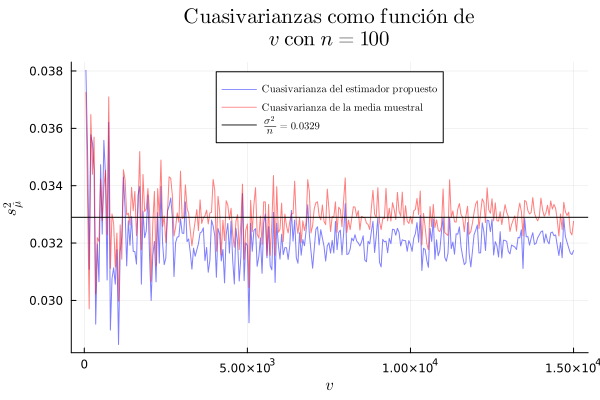 Cuasivarianzas como función de
v con n = 100
Cuasivarianza del estimador propuesto
Cuasivarianza de la media muestral
σ²/n = 0.0329
0.038
0.036
0.034
0.032
0.030
s²_μ̂
0
5.00×10³
1.00×10⁴
1.50×10⁴
v